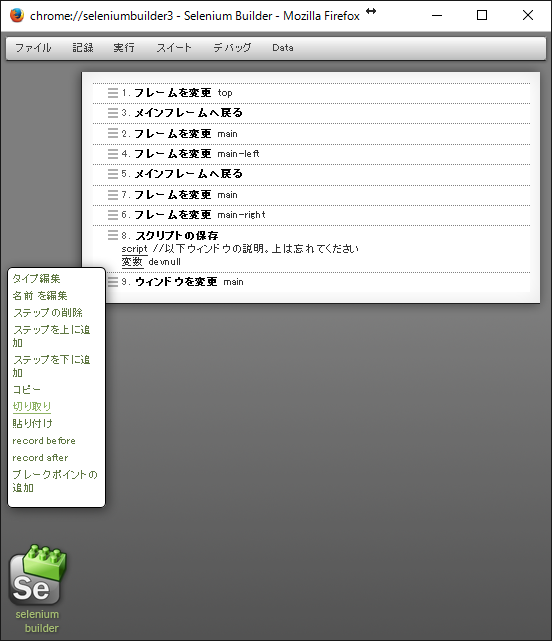 chrome://seleniumbuilder3 - Selenium Builder - Mozilla Firefox
ファイル 記録 実行 スイート デバッグ Data
1. フレームを変更 top
3. メインフレームへ戻る
2. フレームを変更 main
4. フレームを変更 main-left
5. メインフレームへ戻る
7. フレームを変更 main
6. フレームを変更 main-right
8. スクリプトの保存
script //以下ウィンドウの説明。上は忘れてください
変数 devnull
9. ウィンドウを変更 main
タイプ編集
名前 を編集
ステップの削除
ステップを上に追
加
ステップを下に追
加
コピー
切り取り
貼り付け
record before
record after
ブレークポイントの
追加
Se
selenium
builder